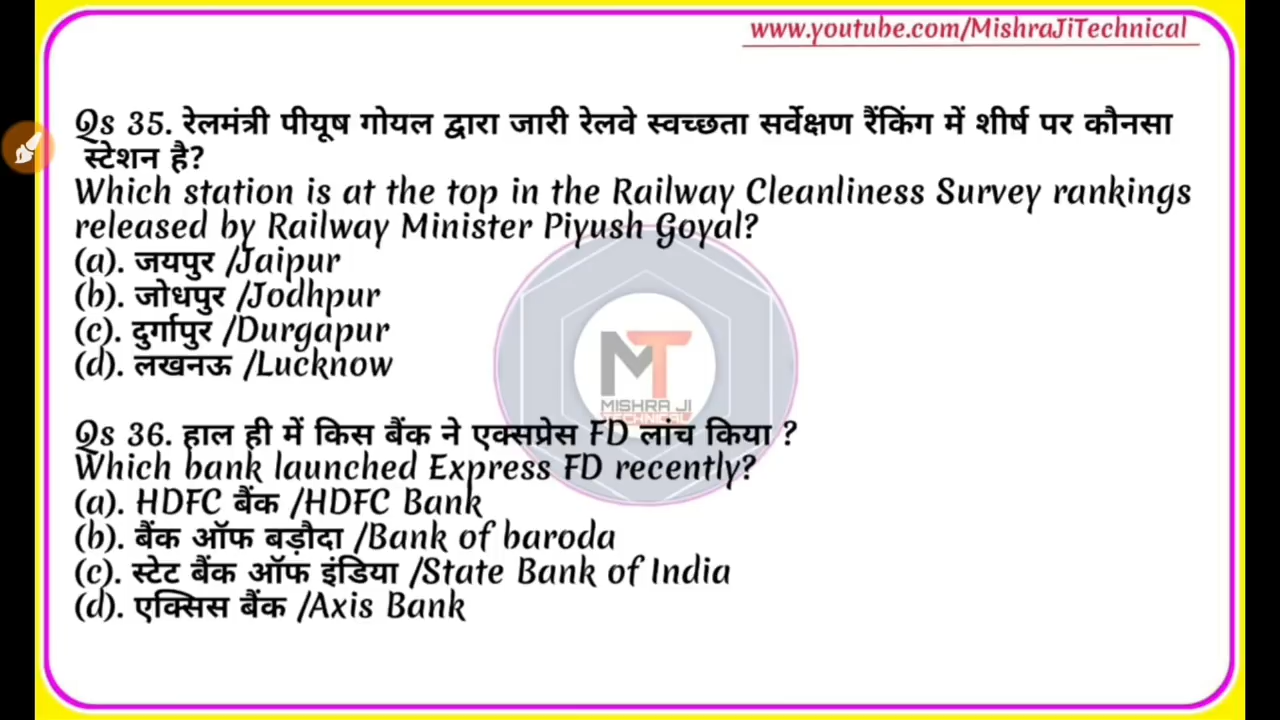 www.youtube.com/MishraJiTechnical
Qs 35. रेलमंत्री पीयूष गोयल द्वारा जारी रेलवे स्वच्छता सर्वेक्षण रैंकिंग में शीर्ष पर कौनसा
स्टेशन है?
Which station is at the top in the Railway Cleanliness Survey rankings
released by Railway Minister Piyush Goyal?
(a). जयपुर /Jaipur
(b). जोधपुर /Jodhpur
(c). दुर्गापुर /Durgapur
(d). लखनऊ /Lucknow
MT
MISHRA JI
TECHNICAL
Qs 36. हाल ही में किस बैंक ने एक्सप्रेस FD लांच किया ?
Which bank launched Express FD recently?
(a). HDFC बैंक /HDFC Bank
(b). बैंक ऑफ बड़ौदा /Bank of baroda
(c). स्टेट बैंक ऑफ इंडिया /State Bank of India
(d). एक्सिस बैंक /Axis Bank